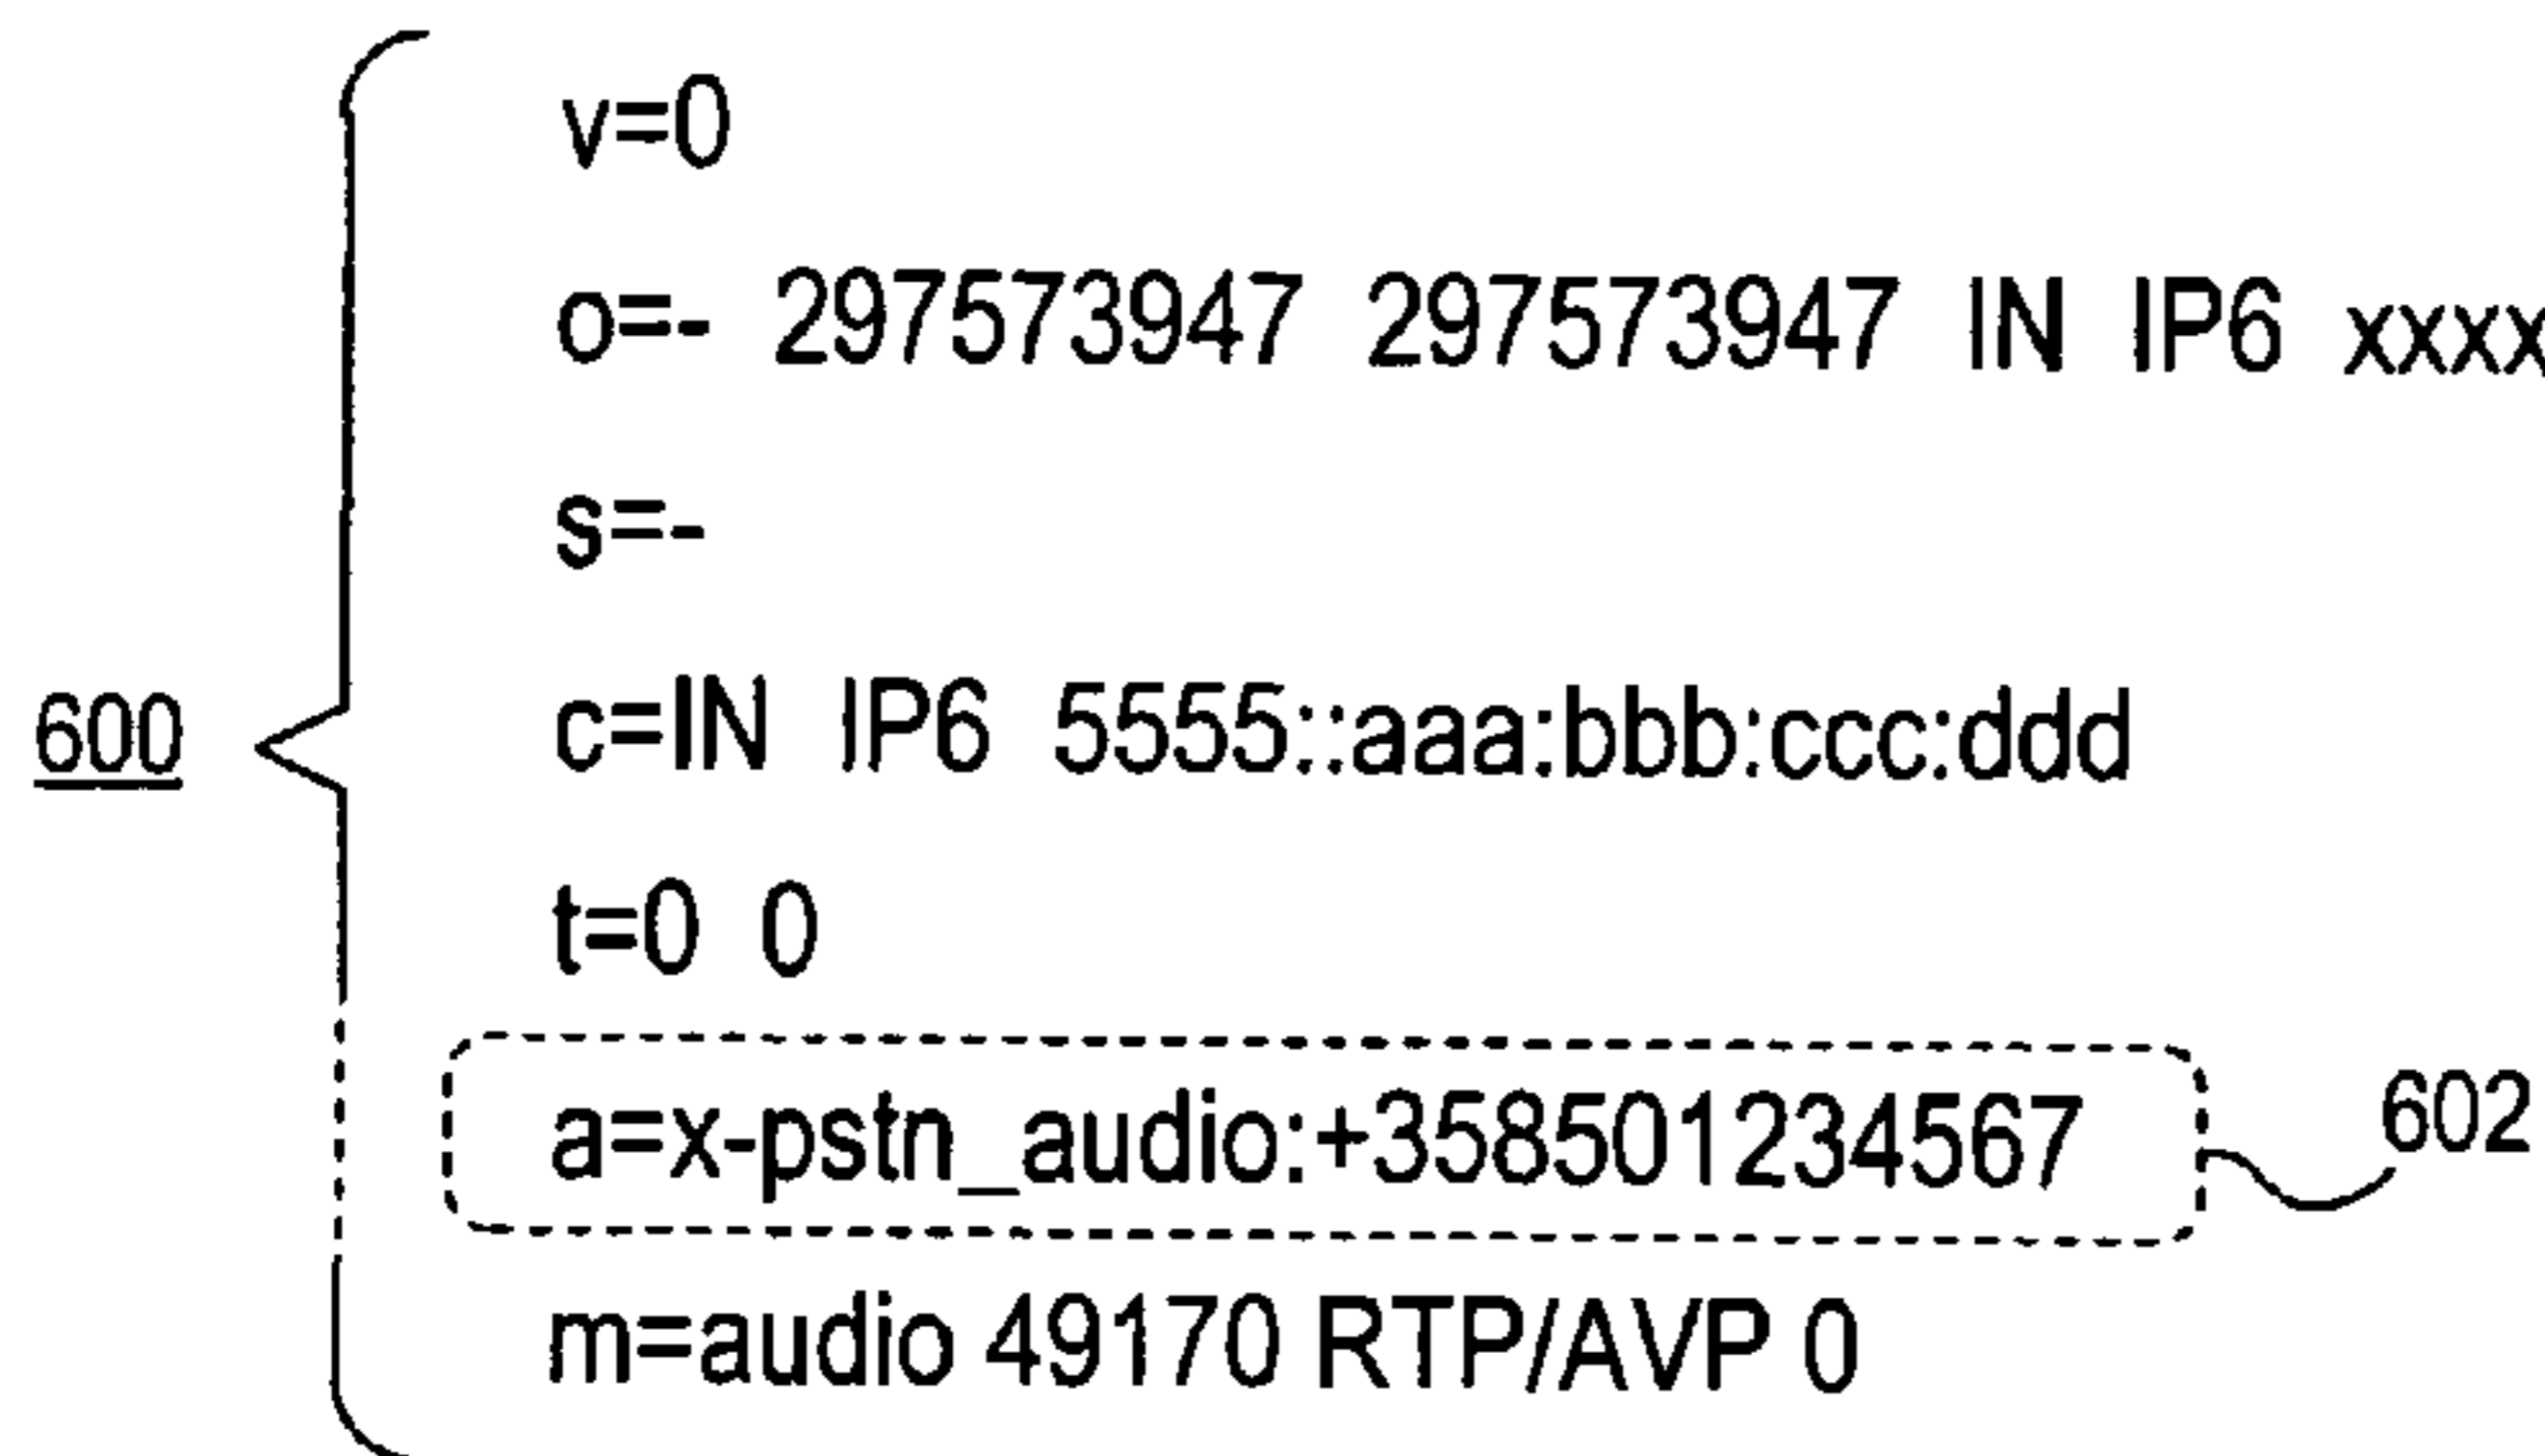 v=0
o=- 297573947 297573947 IN IP6 xxxx
s=-
600
c=IN IP6 5555::aaa:bbb:ccc:ddd
t=0 0
a=x-pstn_audio:+358501234567
602
m=audio 49170 RTP/AVP 0